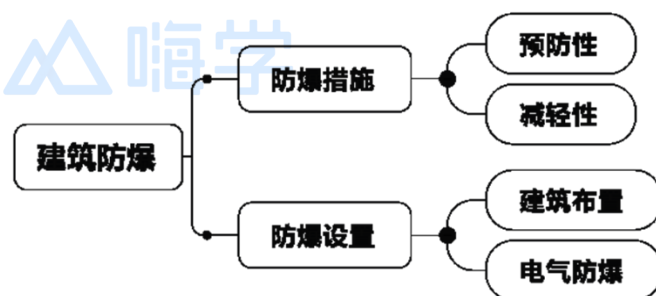 嗨学
防爆措施
预防性
减轻性
建筑防爆
防爆设置
建筑布置
电气防爆